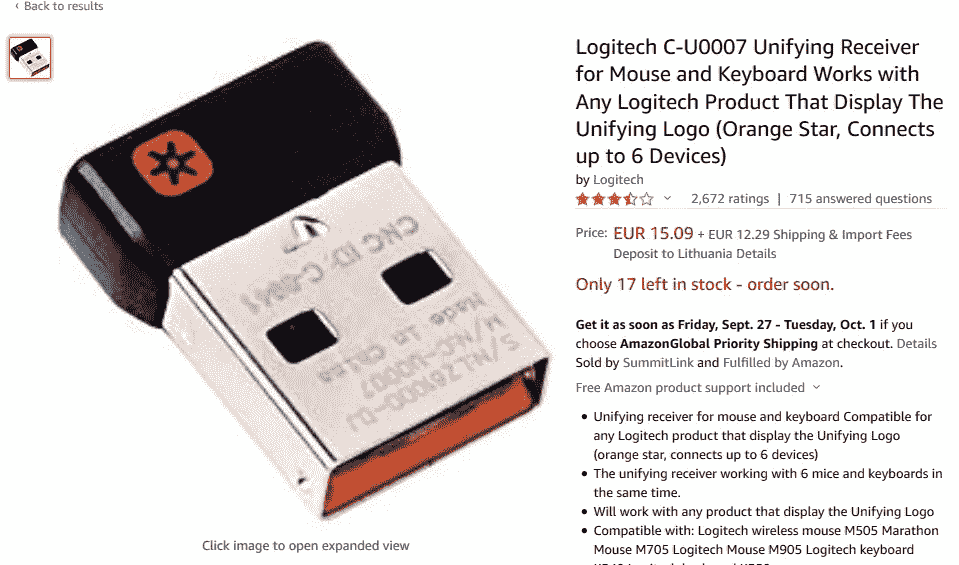 ‹ Back to results
Logitech C-U0007 Unifying Receiver
for Mouse and Keyboard Works with
Any Logitech Product That Display The
Unifying Logo (Orange Star, Connects
up to 6 Devices)
by Logitech
2,672 ratings | 715 answered questions
Price: EUR 15.09 + EUR 12.29 Shipping & Import Fees
Deposit to Lithuania Details
Only 17 left in stock - order soon.
Get it as soon as Friday, Sept. 27 - Tuesday, Oct. 1 if you
choose AmazonGlobal Priority Shipping at checkout. Details
Sold by SummitLink and Fulfilled by Amazon.
Free Amazon product support included
• Unifying receiver for mouse and keyboard Compatible for
any Logitech product that display the Unifying Logo
(orange star, connects up to 6 devices)
• The unifying receiver working with 6 mice and keyboards in
the same time.
• Will work with any product that display the Unifying Logo
• Compatible with: Logitech wireless mouse M505 Marathon
Mouse M705 Logitech Mouse M905 Logitech keyboard
Made in China
M/N:C-U0007
Click image to open expanded view